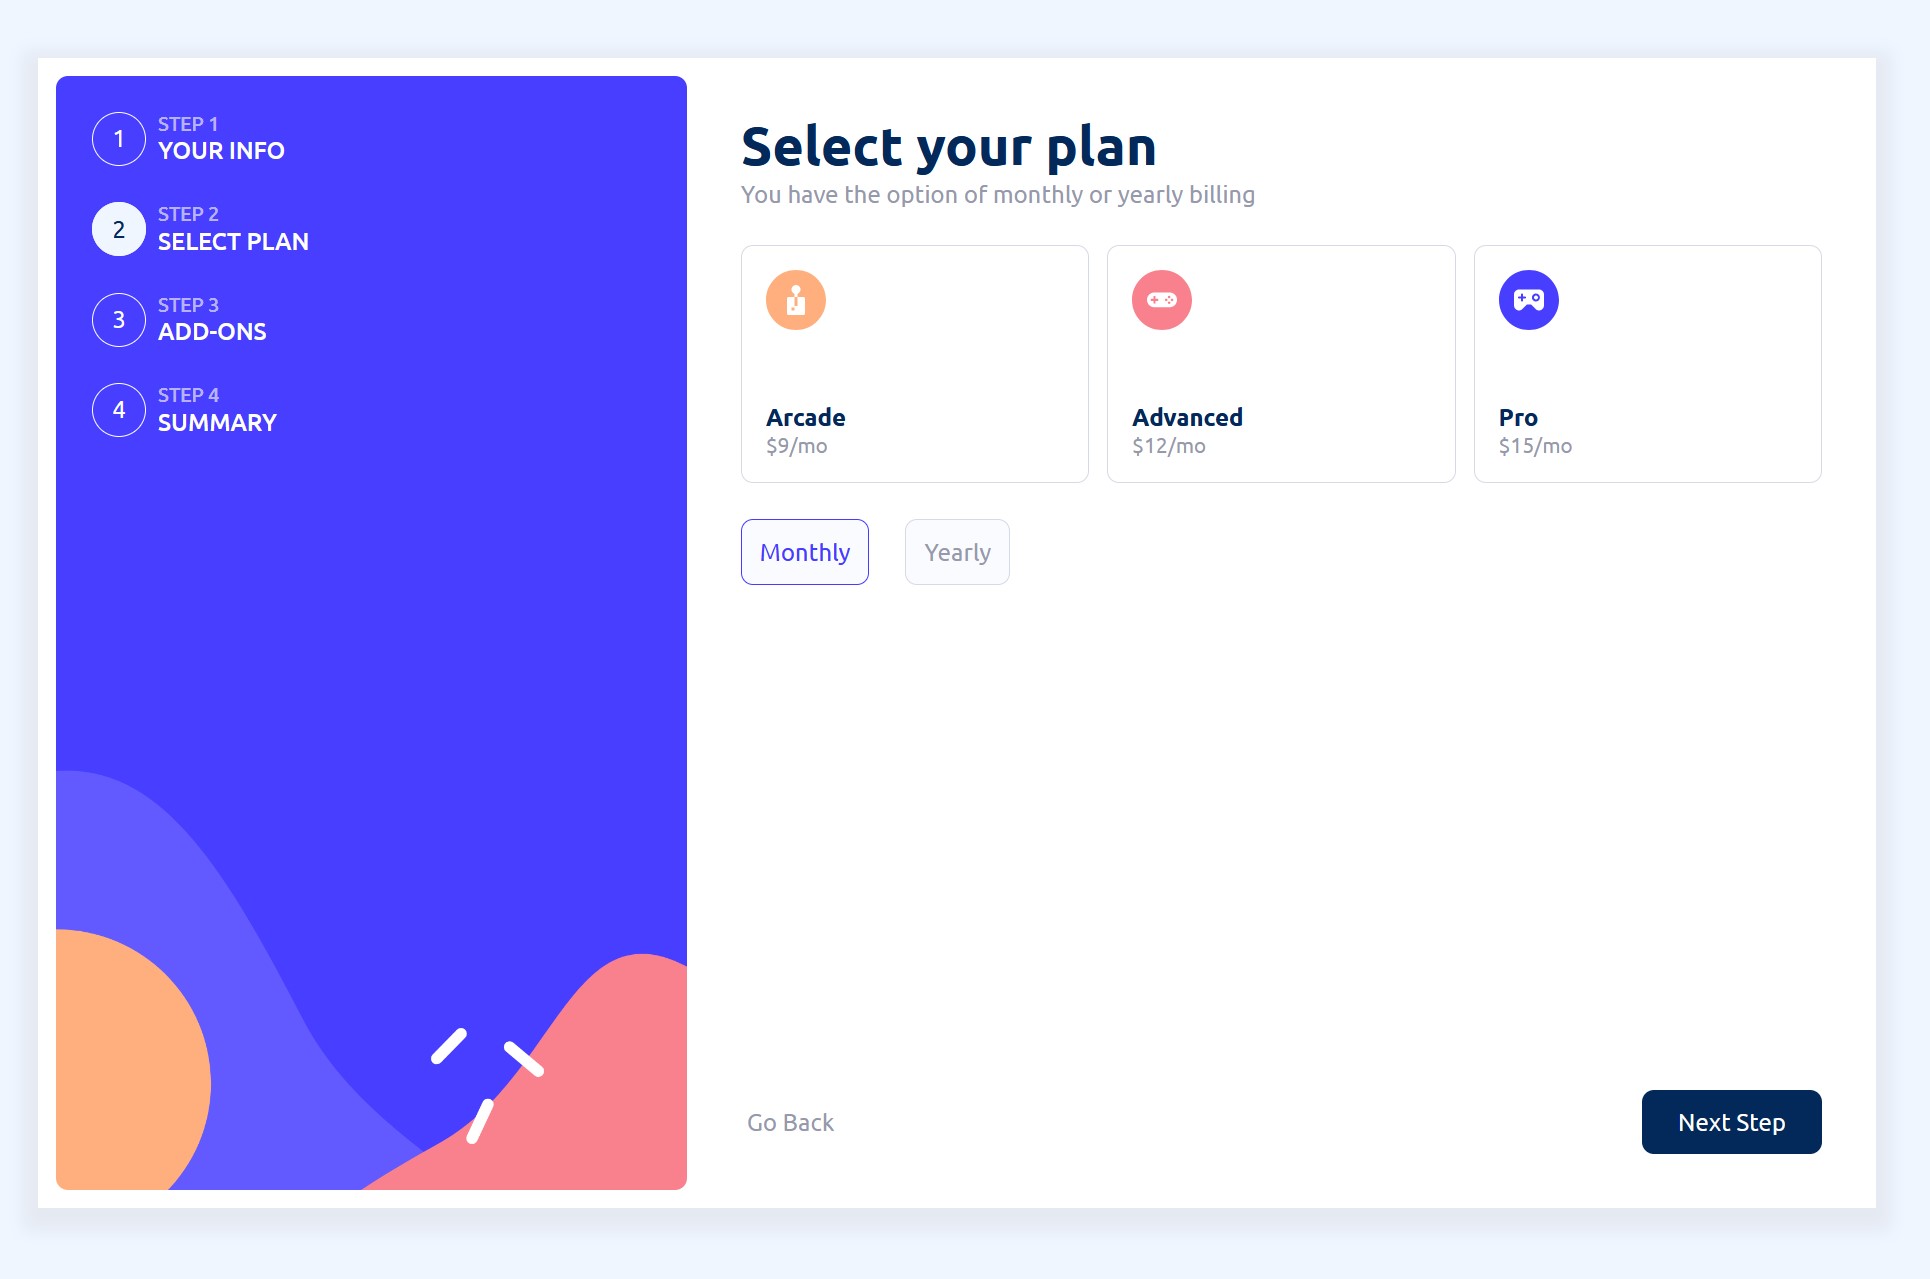 1
STEP 1
YOUR INFO
2
STEP 2
SELECT PLAN
3
STEP 3
ADD-ONS
4
STEP 4
SUMMARY
Select your plan
You have the option of monthly or yearly billing
Arcade
$9/mo
Advanced
$12/mo
Pro
$15/mo
Monthly
Yearly
Go Back
Next Step